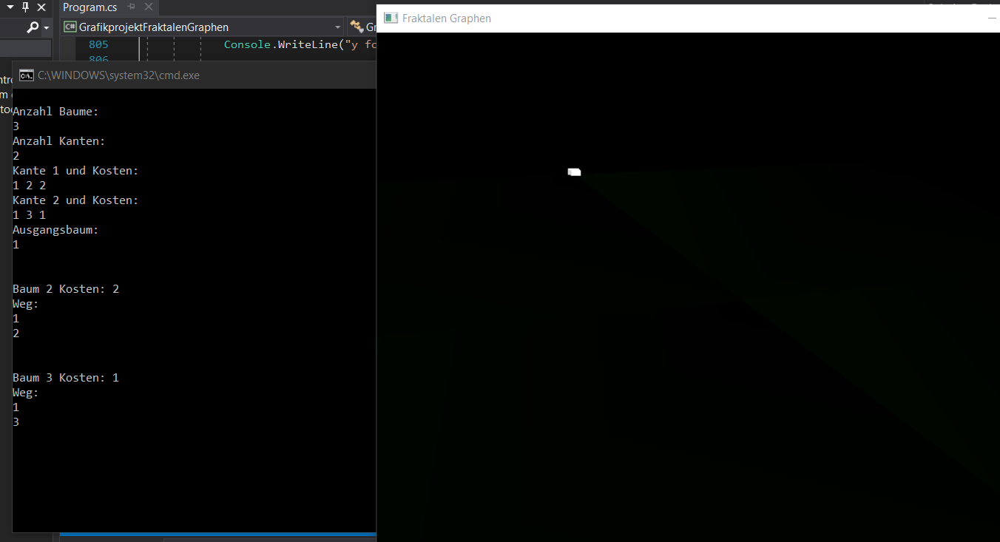 Program.cs
GrafikprojektFraktalenGraphen
805
Console.WriteLine("y fo
806
C:\WINDOWS\system32\cmd.exe
Anzahl Baume:
3
Anzahl Kanten:
2
Kante 1 und Kosten:
1 2 2
Kante 2 und Kosten:
1 3 1
Ausgangsbaum:
1
Baum 2 Kosten: 2
Weg:
1
2
Baum 3 Kosten: 1
Weg:
1
3
Fraktalen Graphen